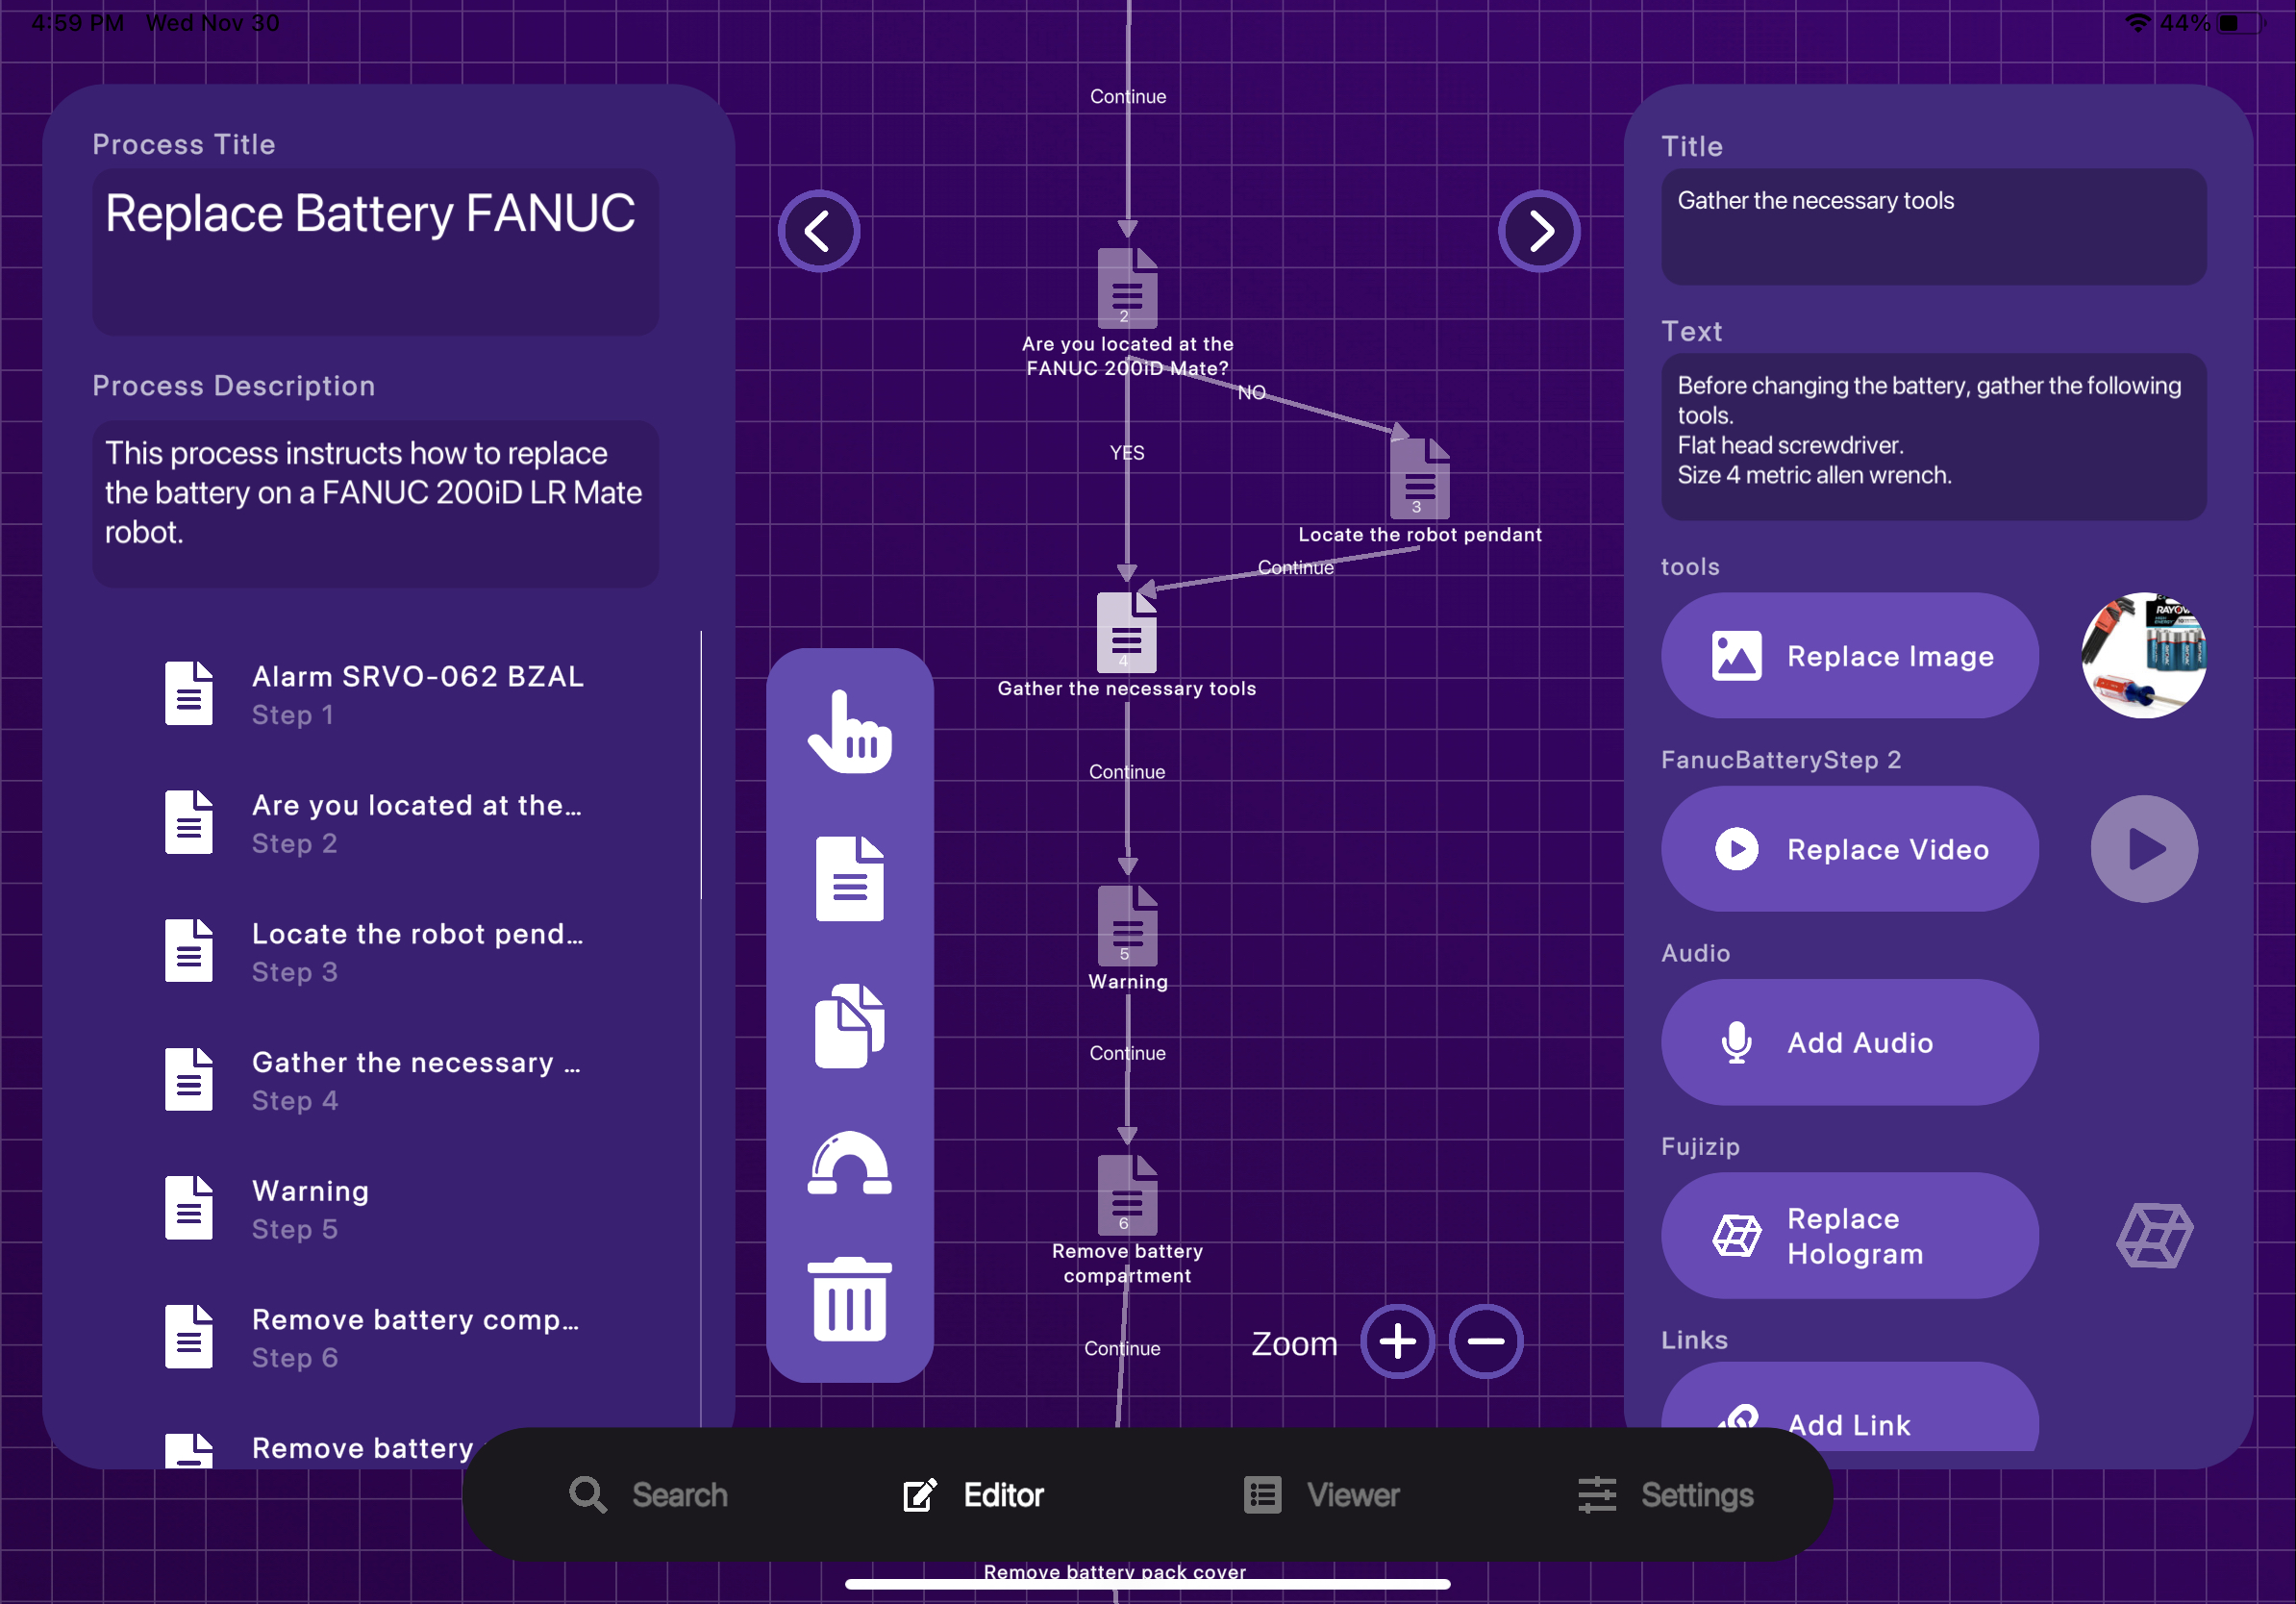 4:59 PM Wed Nov 30
44%
Process Title
Replace Battery FANUC
Process Description
This process instructs how to replace
the battery on a FANUC 200iD LR Mate
robot.
Alarm SRVO-062 BZAL
Step 1
Are you located at the...
Step 2
Locate the robot pend...
Step 3
Gather the necessary ...
Step 4
Warning
Step 5
Remove battery comp...
Step 6
Remove battery
Continue
2
Are you located at the
FANUC 200iD Mate?
NO
YES
3
Locate the robot pendant
Continue
4
Gather the necessary tools
Continue
5
Warning
Continue
6
Remove battery
compartment
Continue
Zoom
Title
Gather the necessary tools
Text
Before changing the battery, gather the following
tools.
Flat head screwdriver.
Size 4 metric allen wrench.
tools
Replace Image
FanucBatteryStep 2
Replace Video
Audio
Add Audio
Fujizip
Replace
Hologram
Links
Add Link
Search
Editor
Viewer
Settings
Remove battery pack cover